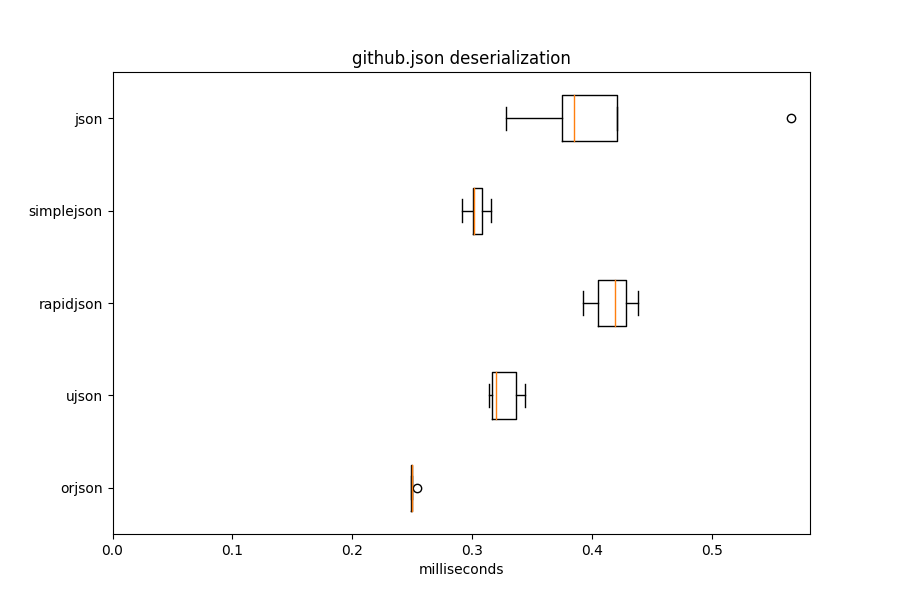 github.json deserialization
json
simplejson
rapidjson
ujson
orjson
0.0 0.1 0.2 0.3 0.4 0.5
milliseconds